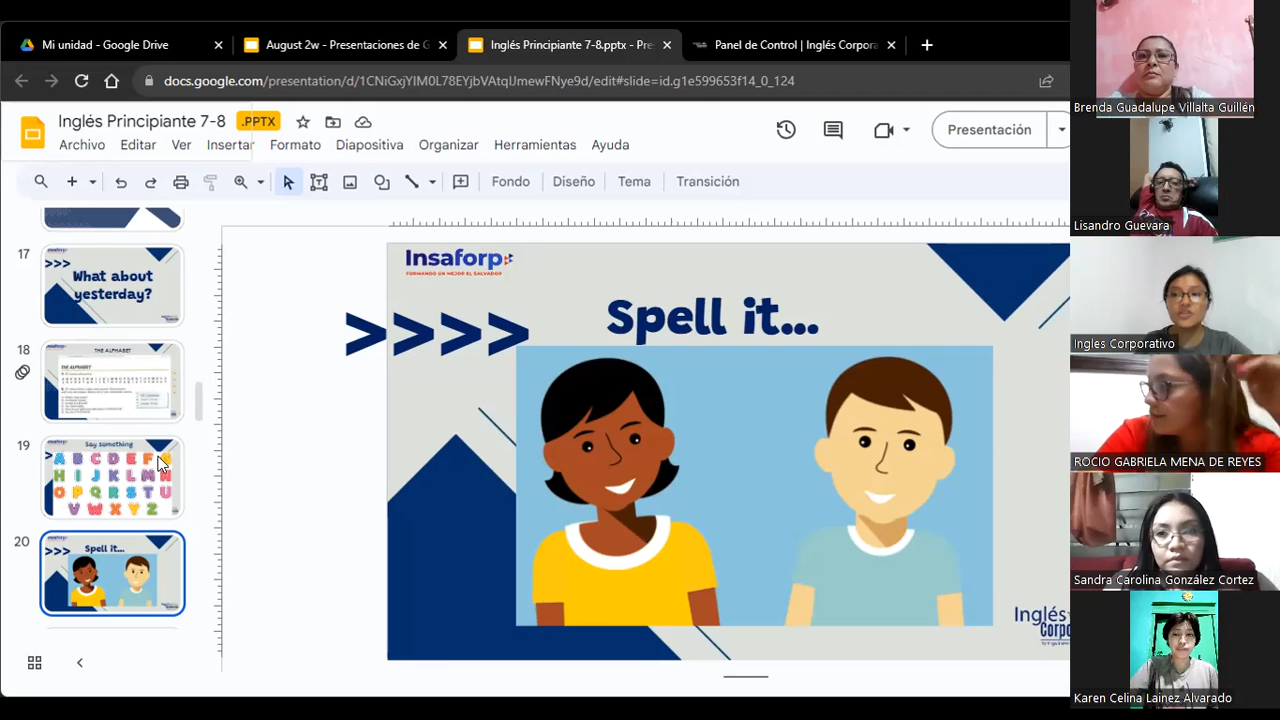 Mi unidad - Google Drive
August 2w - Presentaciones de G
Inglés Principiante 7-8.pptx - Pre
Panel de Control | Inglés Corpora
docs.google.com/presentation/d/1CNiGxjYIM0L78EYjbVAtqIJmewFNye9d/edit#slide=id.g1e599653f14_0_124
Inglés Principiante 7-8
.PPTX
Archivo Editar Ver Insertar Formato Diapositiva Organizar Herramientas Ayuda
Presentación
Fondo Diseño Tema Transición
17
Insaforp
>>>
What about
yesterday?
18
THE ALPHABET
THE ALPHABET
19
Say something
A B C D E F
H I J K L M N
O P Q R S T U
V W X Y Z
20
>>>>
Spell it...
Insaforp
FORMANDO UN MEJOR EL SALVADOR
>>>>
Spell it...
Inglés
Corpo
Brenda Guadalupe Villalta Guillén
Lisandro Guevara
Ingles Corporativo
ROCIO GABRIELA MENA DE REYES
Sandra Carolina González Cortez
Karen Celina Lainez Alvarado